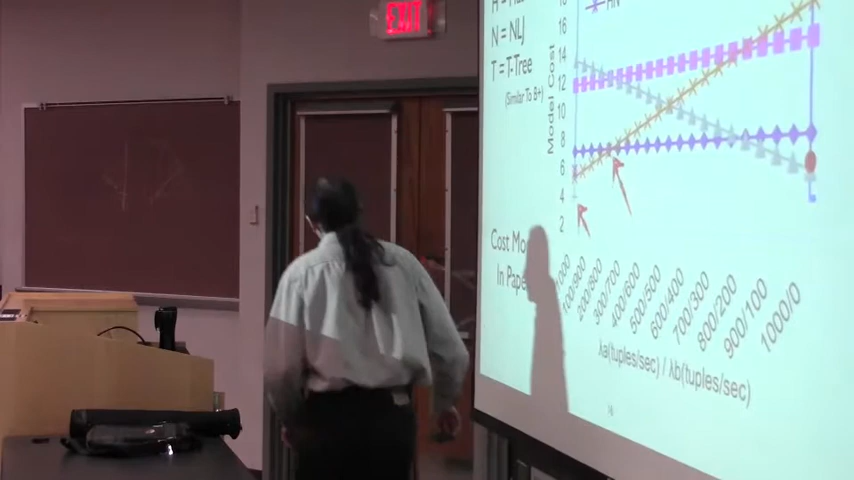 EXIT
N = NLJ
T = T-Tree
(Similar To B+)
HN
Model Cost
16
14
12
10
8
6
4
2
Cost Mo
In Pape
100/900
200/800
300/700
400/600
500/500
600/400
700/300
800/200
900/100
1000/0
λa(tuples/sec) / λb(tuples/sec)